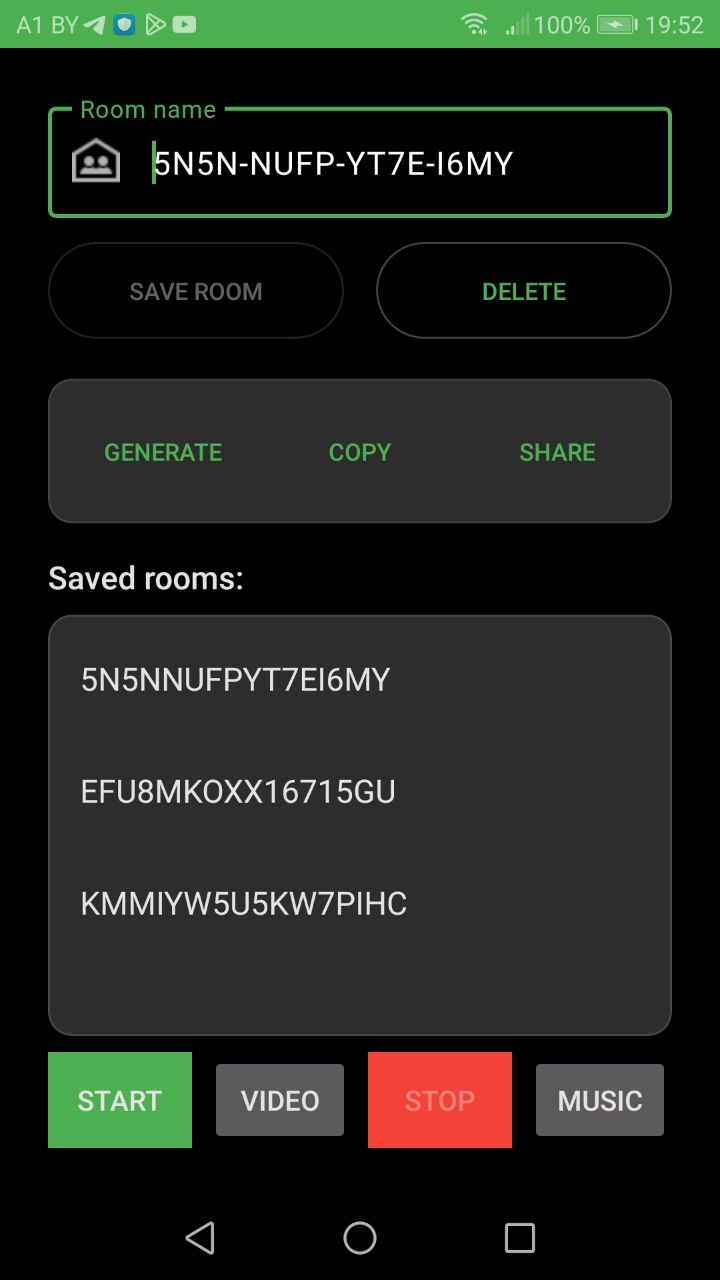 A1 BY 100% 19:52
Room name
5N5N-NUFP-YT7E-I6MY
SAVE ROOM DELETE
GENERATE COPY SHARE
Saved rooms:
5N5NNUFPYT7EI6MY
EFU8MKOXX16715GU
KMMIYW5U5KW7PIHC
START VIDEO STOP MUSIC